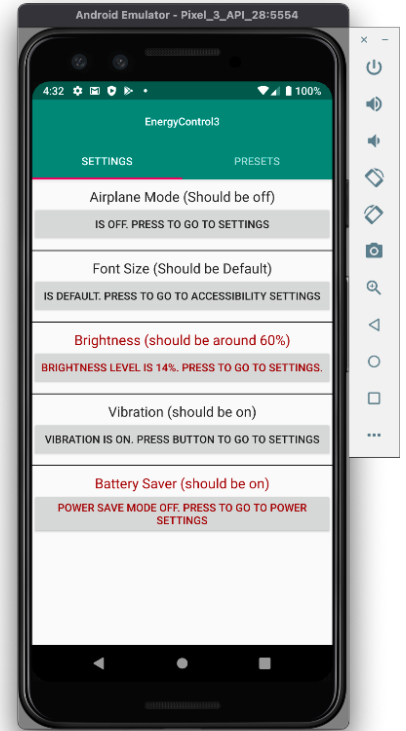 Android Emulator - Pixel_3_API_28:5554
4:32
100%
EnergyControl3
SETTINGS
PRESETS
Airplane Mode (Should be off)
IS OFF. PRESS TO GO TO SETTINGS
Font Size (Should be Default)
IS DEFAULT. PRESS TO GO TO ACCESSIBILITY SETTINGS
Brightness (should be around 60%)
BRIGHTNESS LEVEL IS 14%. PRESS TO GO TO SETTINGS.
Vibration (should be on)
VIBRATION IS ON. PRESS BUTTON TO GO TO SETTINGS
Battery Saver (should be on)
POWER SAVE MODE OFF. PRESS TO GO TO POWER
SETTINGS